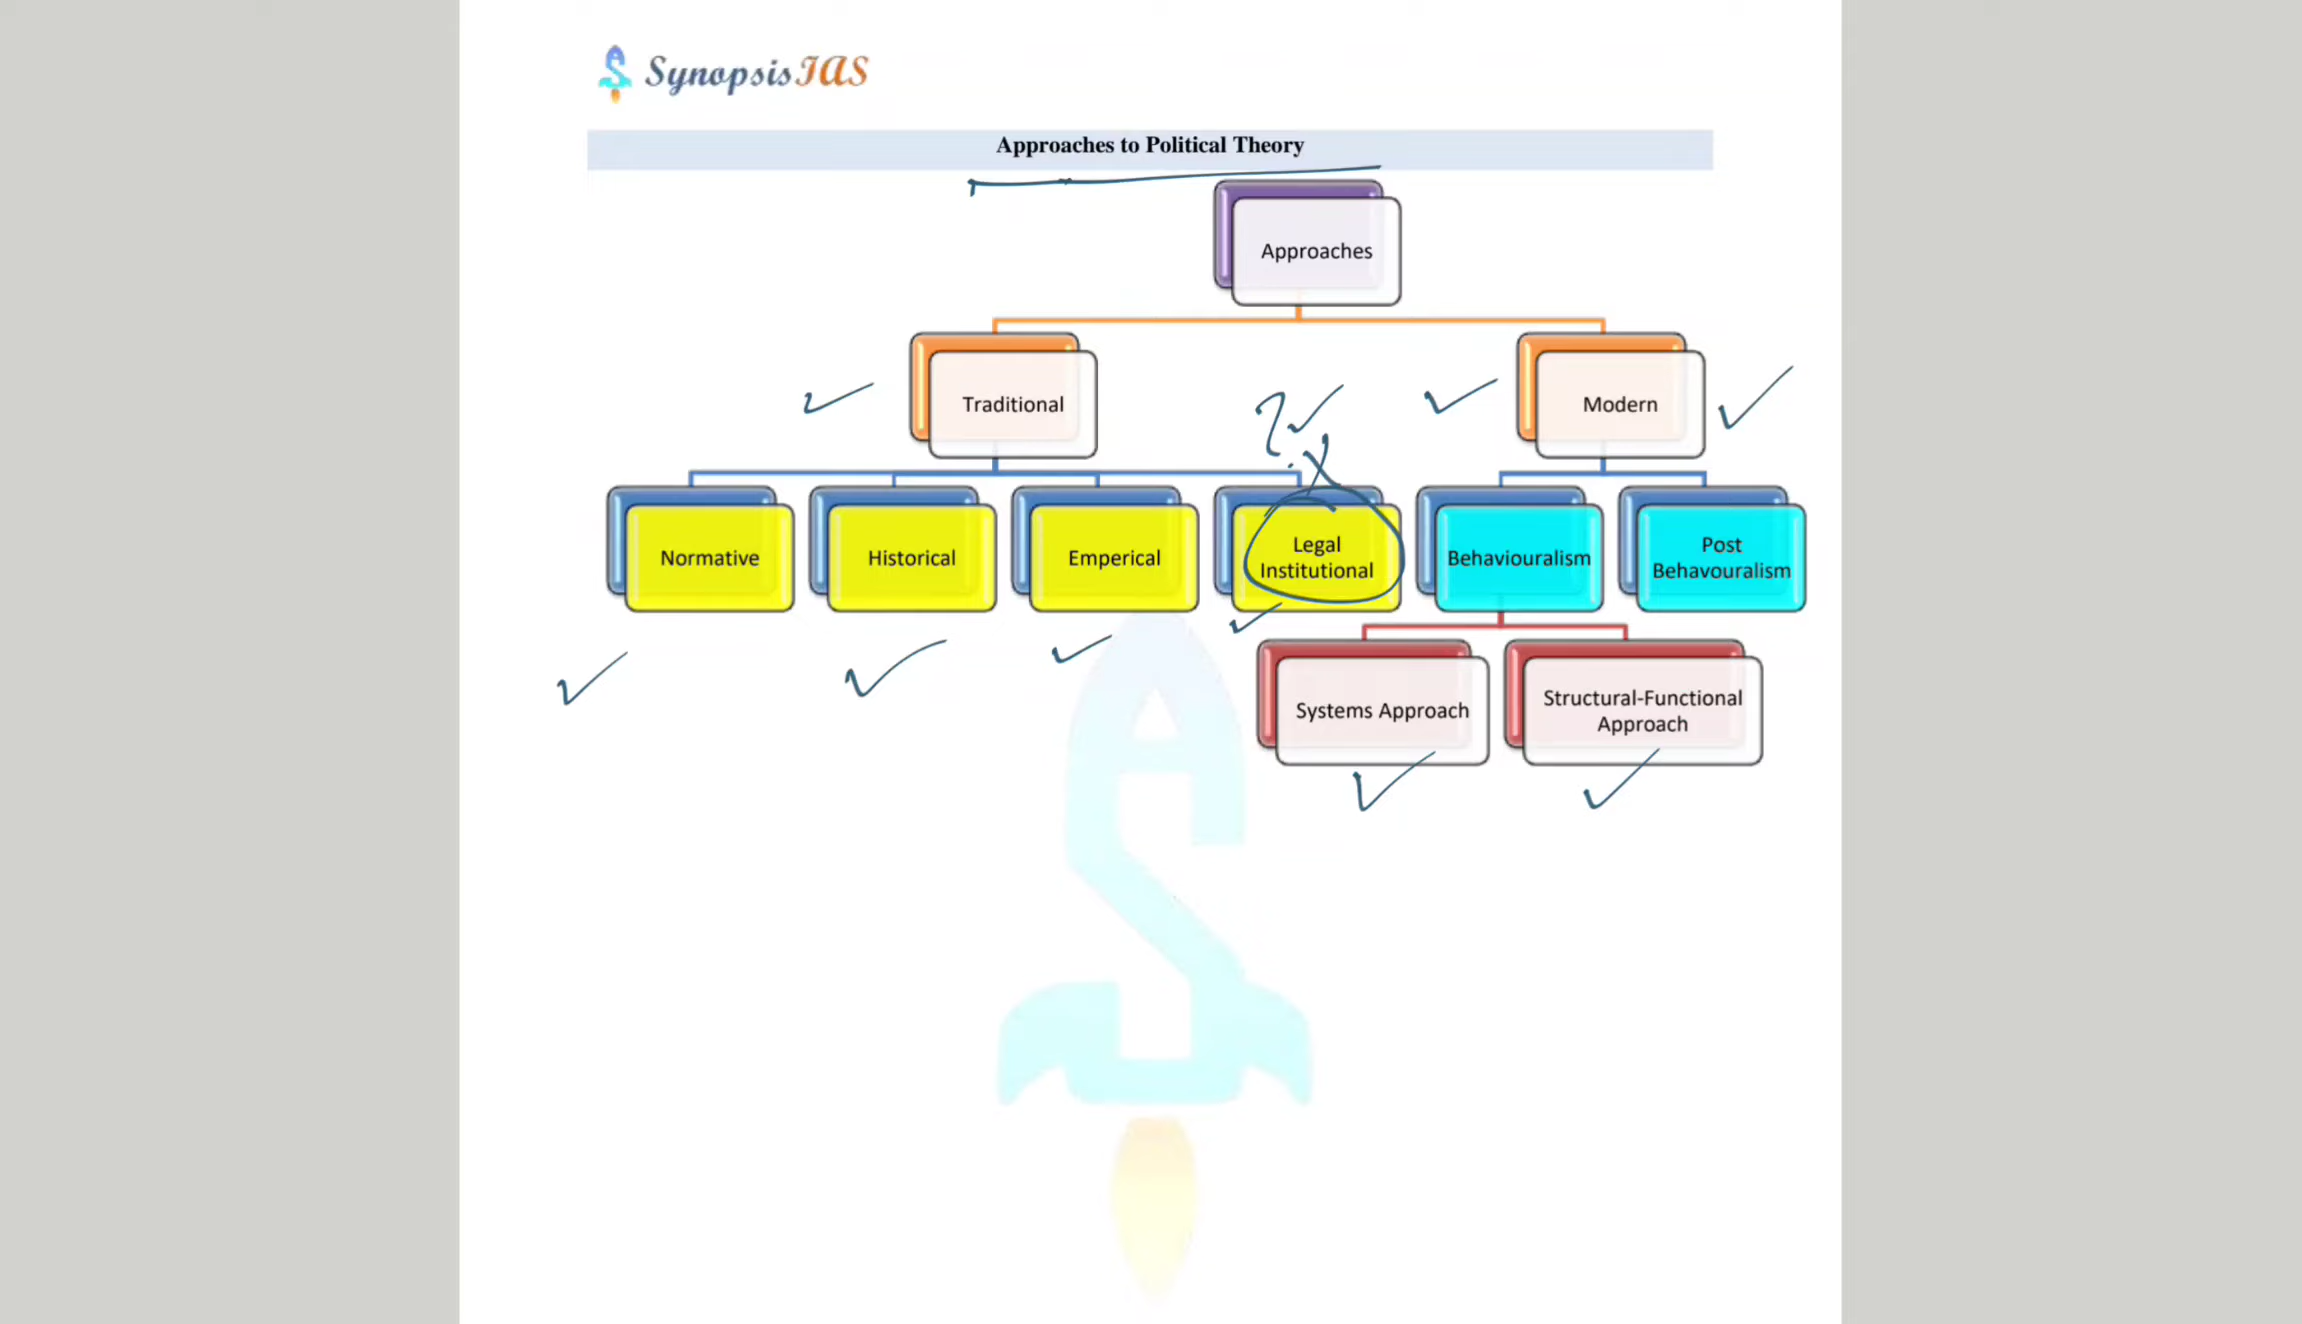 SynopsisIAS
Approaches to Political Theory
Approaches
Traditional
Modern
?
Normative
Historical
Emperical
Legal
Institutional
Behaviouralism
Post
Behavouralism
Systems Approach
Structural-Functional
Approach